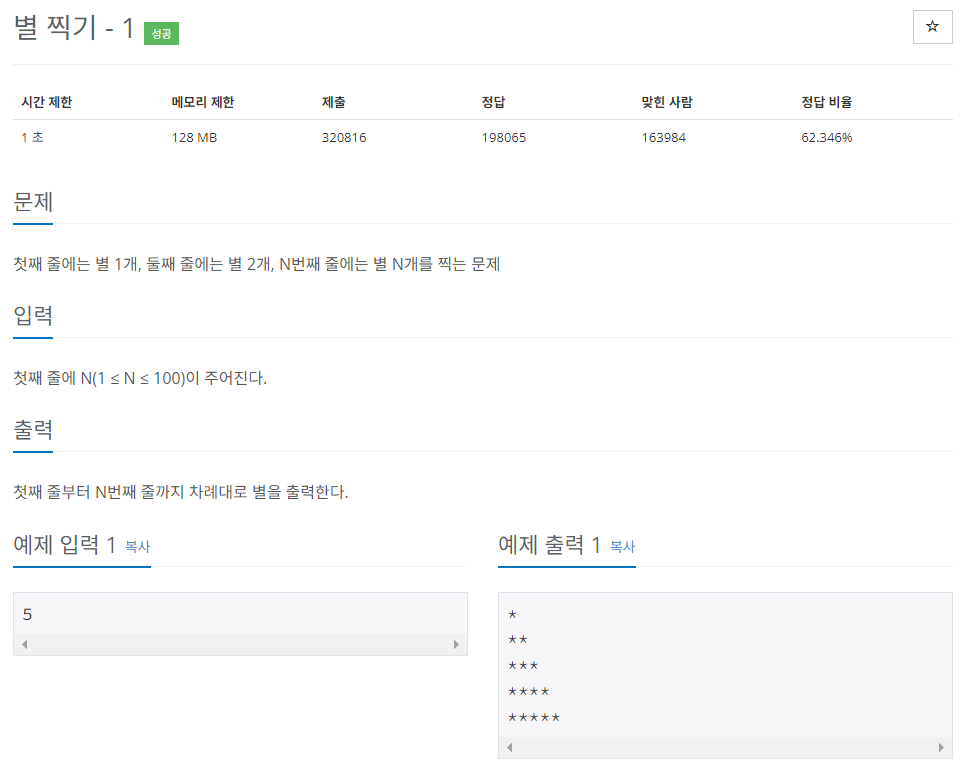 별 찍기 - 1 성공
☆
시간 제한 메모리 제한 제출 정답 맞힌 사람 정답 비율
1 초 128 MB 320816 198065 163984 62.346%
문제
첫째 줄에는 별 1개, 둘째 줄에는 별 2개, N번째 줄에는 별 N개를 찍는 문제
입력
첫째 줄에 N(1 ≤ N ≤ 100)이 주어진다.
출력
첫째 줄부터 N번째 줄까지 차례대로 별을 출력한다.
예제 입력 1 복사
5
예제 출력 1 복사
*
**
***
****
*****